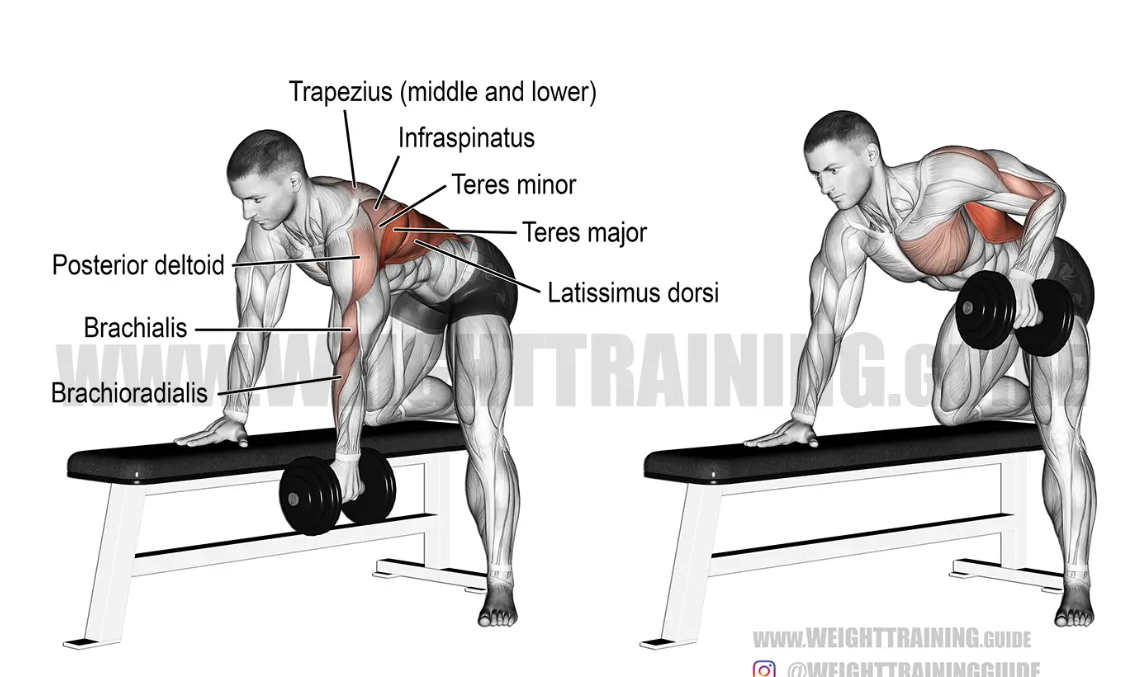 Trapezius (middle and lower)
Infraspinatus
Teres minor
Teres major
Posterior deltoid
Latissimus dorsi
Brachialis
Brachioradialis
WWW.WEIGHTTRAINING.GUIDE
WWW.WEIGHTTRAINING.GUIDE
@WEIGHTTRAININGGUIDE